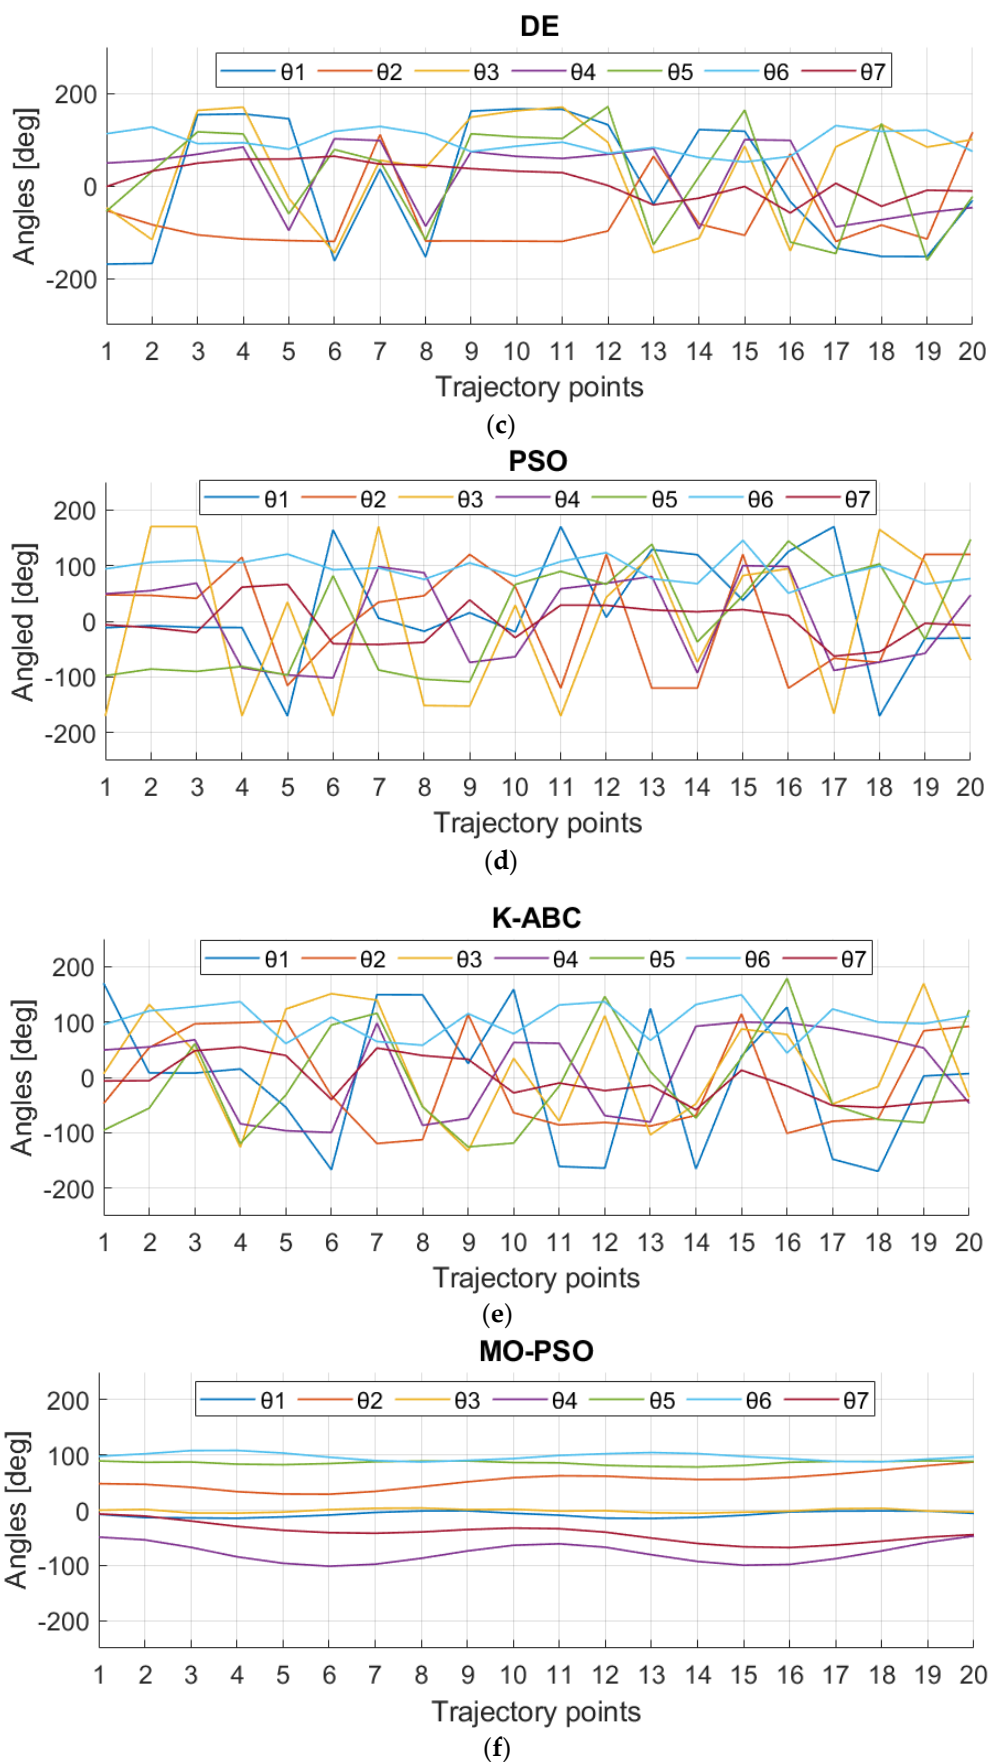 DE
θ1 θ2 θ3 θ4 θ5 θ6 θ7
Angles [deg]
200
0
-200
1 2 3 4 5 6 7 8 9 10 11 12 13 14 15 16 17 18 19 20
Trajectory points
(c)
PSO
θ1 θ2 θ3 θ4 θ5 θ6 θ7
Angled [deg]
200
100
0
-100
-200
1 2 3 4 5 6 7 8 9 10 11 12 13 14 15 16 17 18 19 20
Trajectory points
(d)
K-ABC
θ1 θ2 θ3 θ4 θ5 θ6 θ7
Angles [deg]
200
100
0
-100
-200
1 2 3 4 5 6 7 8 9 10 11 12 13 14 15 16 17 18 19 20
Trajectory points
(e)
MO-PSO
θ1 θ2 θ3 θ4 θ5 θ6 θ7
Angles [deg]
200
100
0
-100
-200
1 2 3 4 5 6 7 8 9 10 11 12 13 14 15 16 17 18 19 20
Trajectory points
(f)